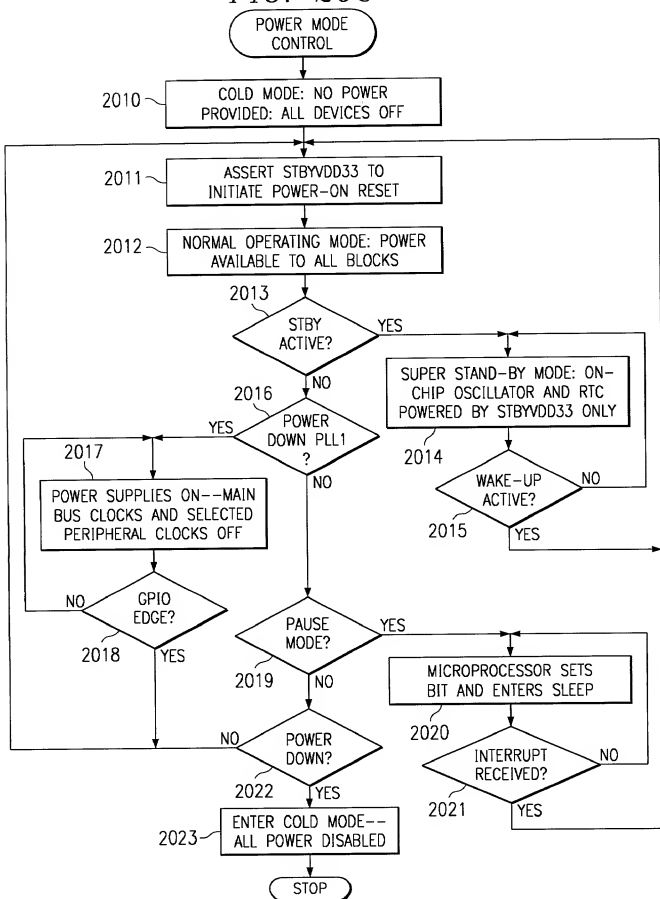 POWER MODE
CONTROL
2010
COLD MODE: NO POWER
PROVIDED: ALL DEVICES OFF
2011
ASSERT STBYVDD33 TO
INITIATE POWER-ON RESET
2012
NORMAL OPERATING MODE: POWER
AVAILABLE TO ALL BLOCKS
2013
STBY
ACTIVE?
YES
NO
SUPER STAND-BY MODE: ON-
CHIP OSCILLATOR AND RTC
POWERED BY STBYVDD33 ONLY
2014
WAKE-UP
ACTIVE?
NO
2015
YES
2016
POWER
DOWN PLL1
?
YES
NO
2017
POWER SUPPLIES ON--MAIN
BUS CLOCKS AND SELECTED
PERIPHERAL CLOCKS OFF
GPIO
EDGE?
NO
2018
YES
PAUSE
MODE?
YES
2019
NO
MICROPROCESSOR SETS
BIT AND ENTERS SLEEP
2020
INTERRUPT
RECEIVED?
NO
2021
YES
POWER
DOWN?
NO
2022
YES
2023
ENTER COLD MODE--
ALL POWER DISABLED
STOP